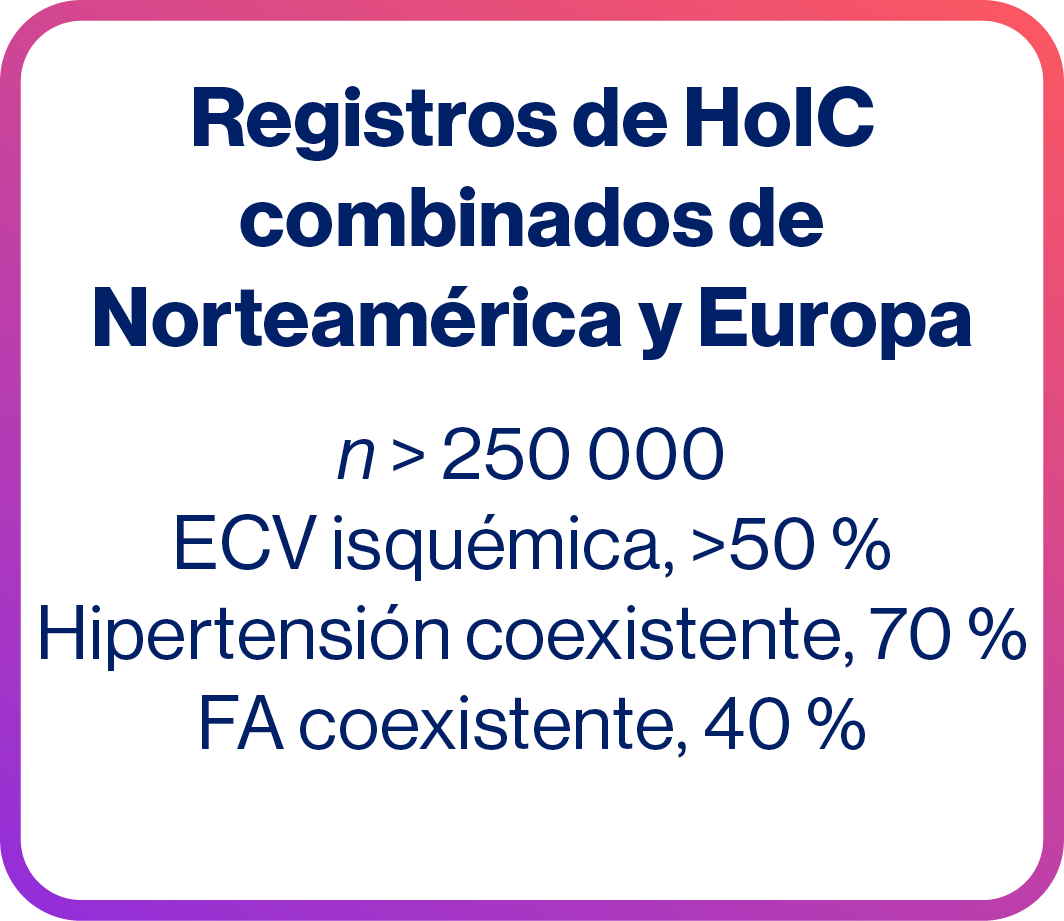 Registros de HoIC
combinados de
Norteamérica y Europa
n > 250 000
ECV isquémica, >50 %
Hipertensión coexistente, 70 %
FA coexistente, 40 %